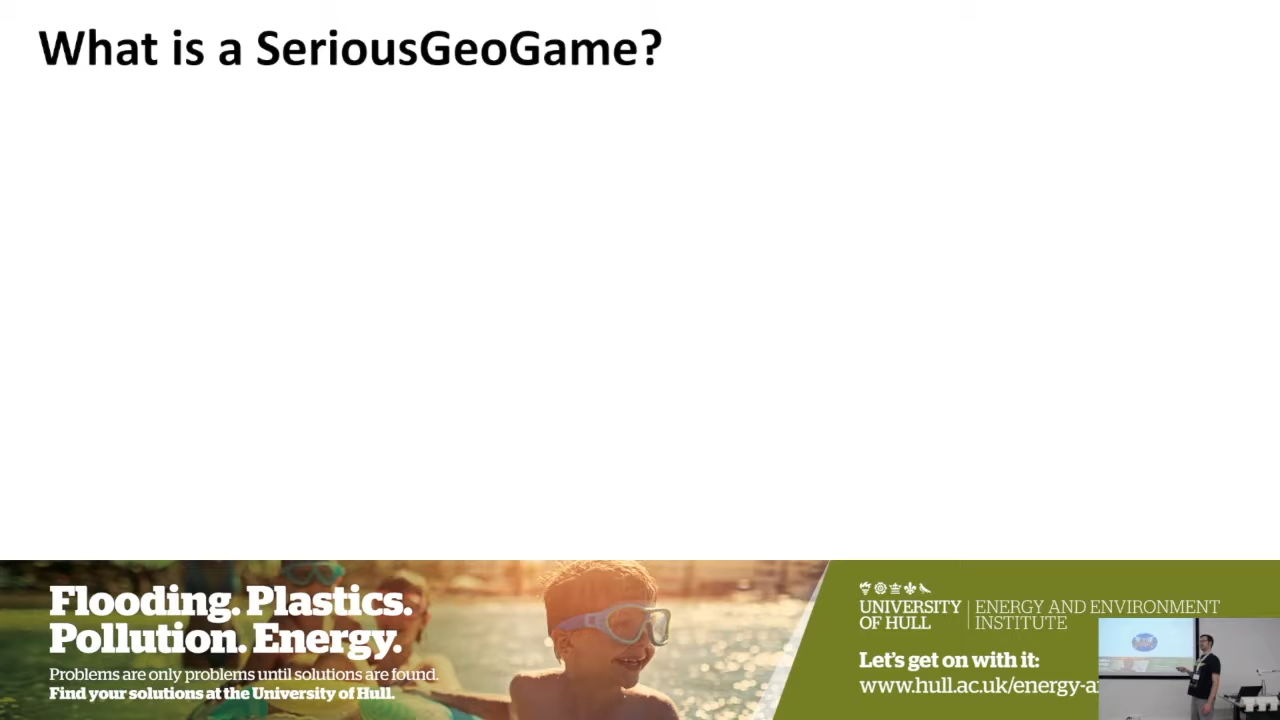 What is a SeriousGeoGame?
Flooding. Plastics.
Pollution. Energy.
Problems are only problems until solutions are found.
Find your solutions at the University of Hull.
UNIVERSITY
OF HULL
ENERGY AND ENVIRONMENT
INSTITUTE
Let's get on with it:
www.hull.ac.uk/energy-a